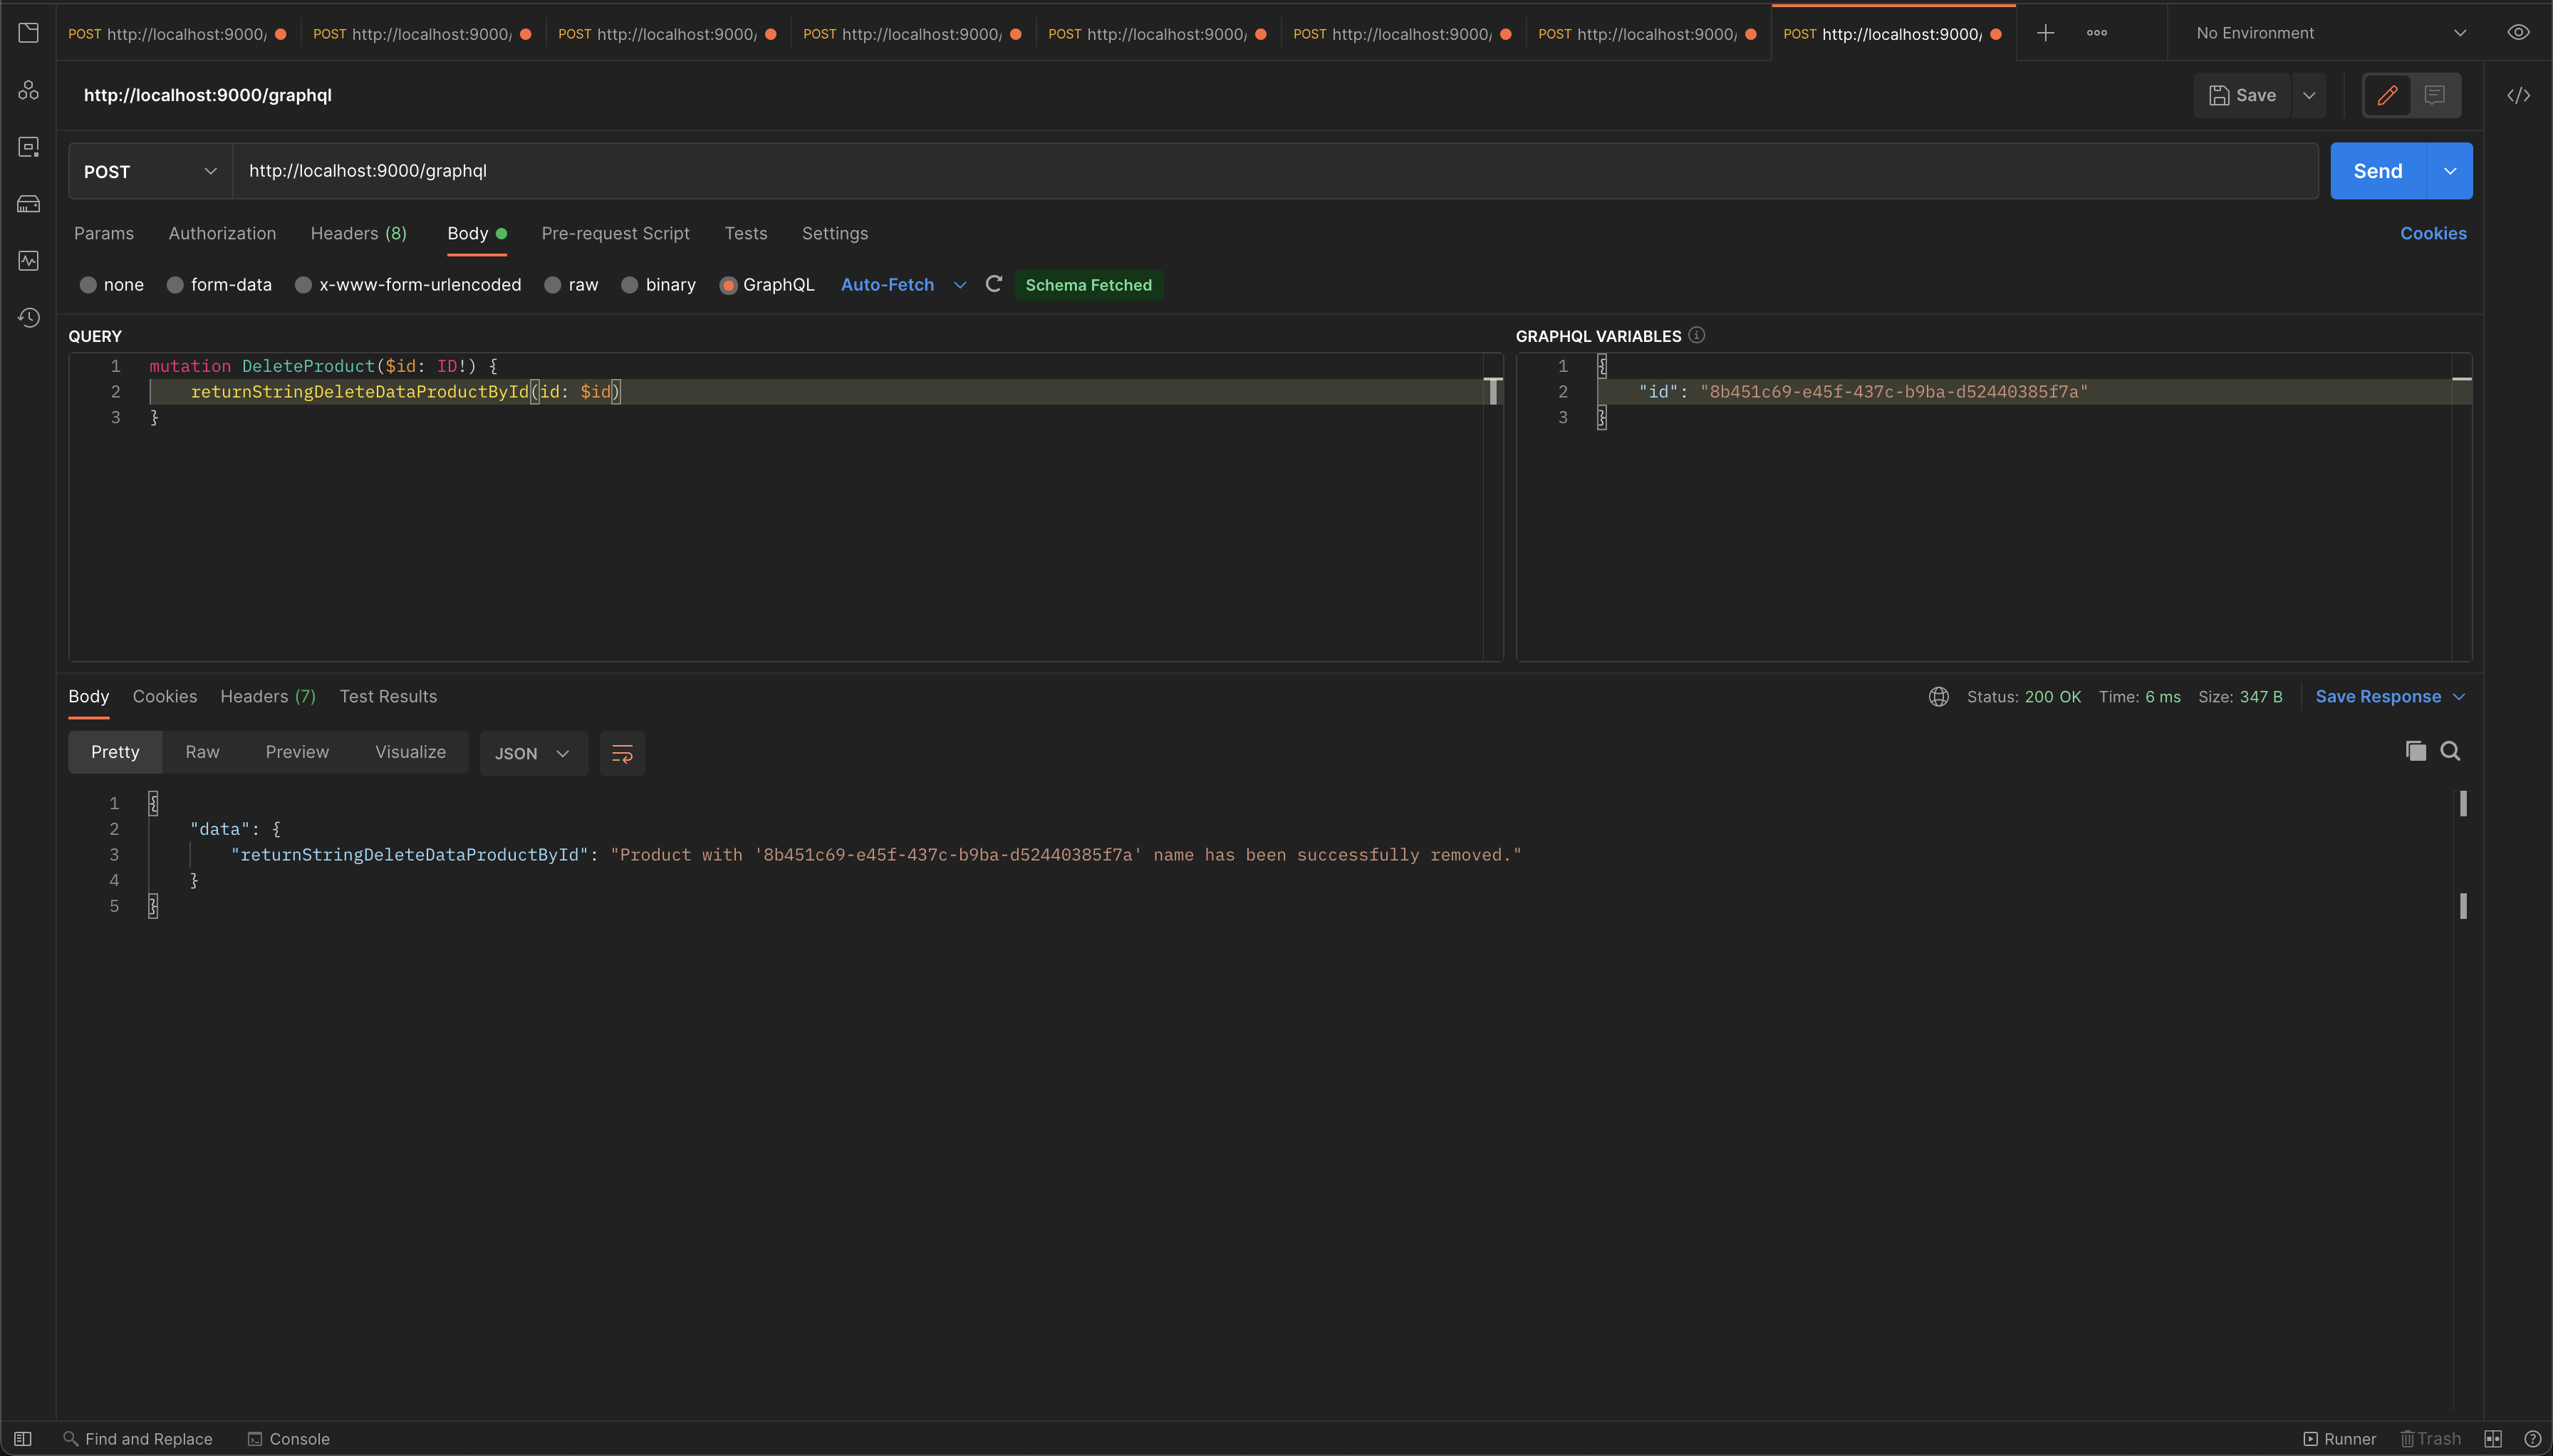 POST http://localhost:9000/ POST http://localhost:9000/ POST http://localhost:9000/ POST http://localhost:9000/ POST http://localhost:9000/ POST http://localhost:9000/ POST http://localhost:9000/ POST http://localhost:9000/ No Environment
http://localhost:9000/graphql Save
POST http://localhost:9000/graphql Send
Params Authorization Headers (8) Body Pre-request Script Tests Settings Cookies
none form-data x-www-form-urlencoded raw binary GraphQL Auto-Fetch Schema Fetched
QUERY
1 mutation DeleteProduct($id: ID!) {
2 returnStringDeleteDataProductById(id: $id)
3 }
GRAPHQL VARIABLES
1 {
2 "id": "8b451c69-e45f-437c-b9ba-d52440385f7a"
3 }
Body Cookies Headers (7) Test Results Status: 200 OK Time: 6 ms Size: 347 B Save Response
Pretty Raw Preview Visualize JSON
1 {
2 "data": {
3 "returnStringDeleteDataProductById": "Product with '8b451c69-e45f-437c-b9ba-d52440385f7a' name has been successfully removed."
4 }
5 }
Find and Replace Console Runner Trash